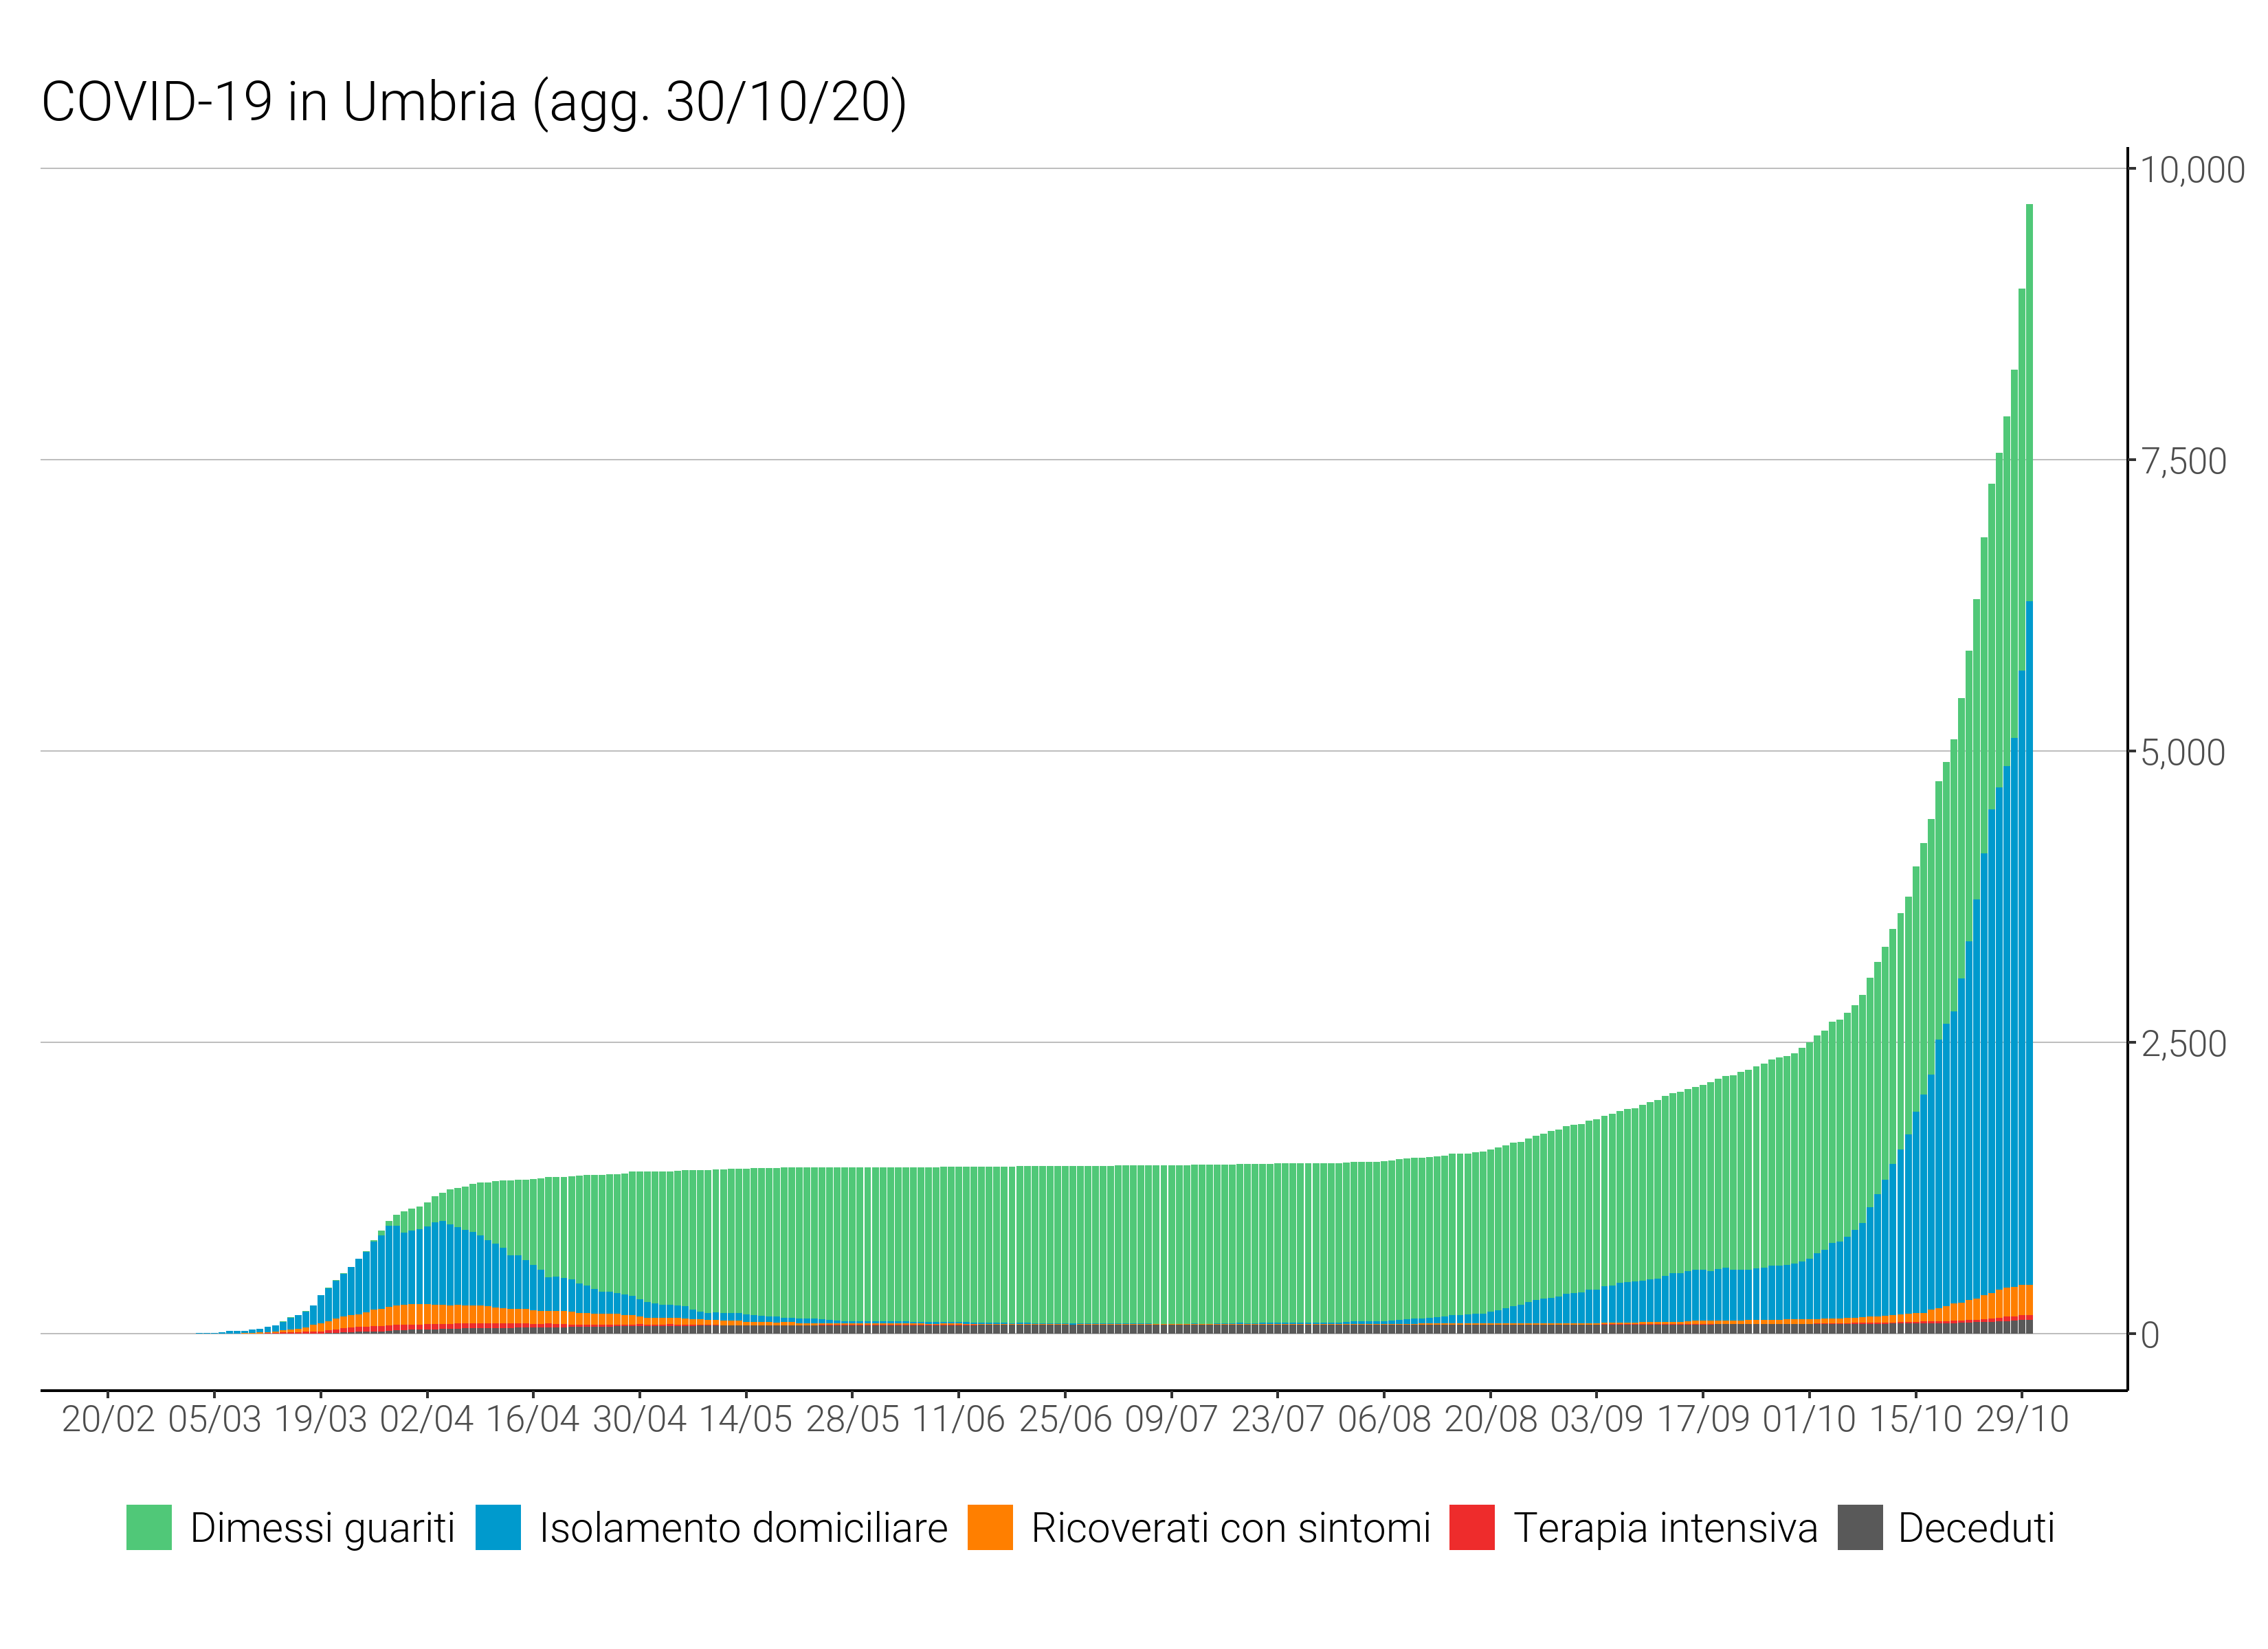 COVID-19 in Umbria (agg. 30/10/20)
10,000
7,500
5,000
2,500
0
20/02 05/03 19/03 02/04 16/04 30/04 14/05 28/05 11/06 25/06 09/07 23/07 06/08 20/08 03/09 17/09 01/10 15/10 29/10
Dimessi guariti Isolamento domiciliare Ricoverati con sintomi Terapia intensiva Deceduti